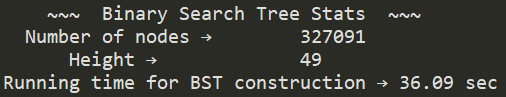 ~~~ Binary Search Tree Stats ~~~
Number of nodes → 327091
Height → 49
Running time for BST construction → 36.09 sec